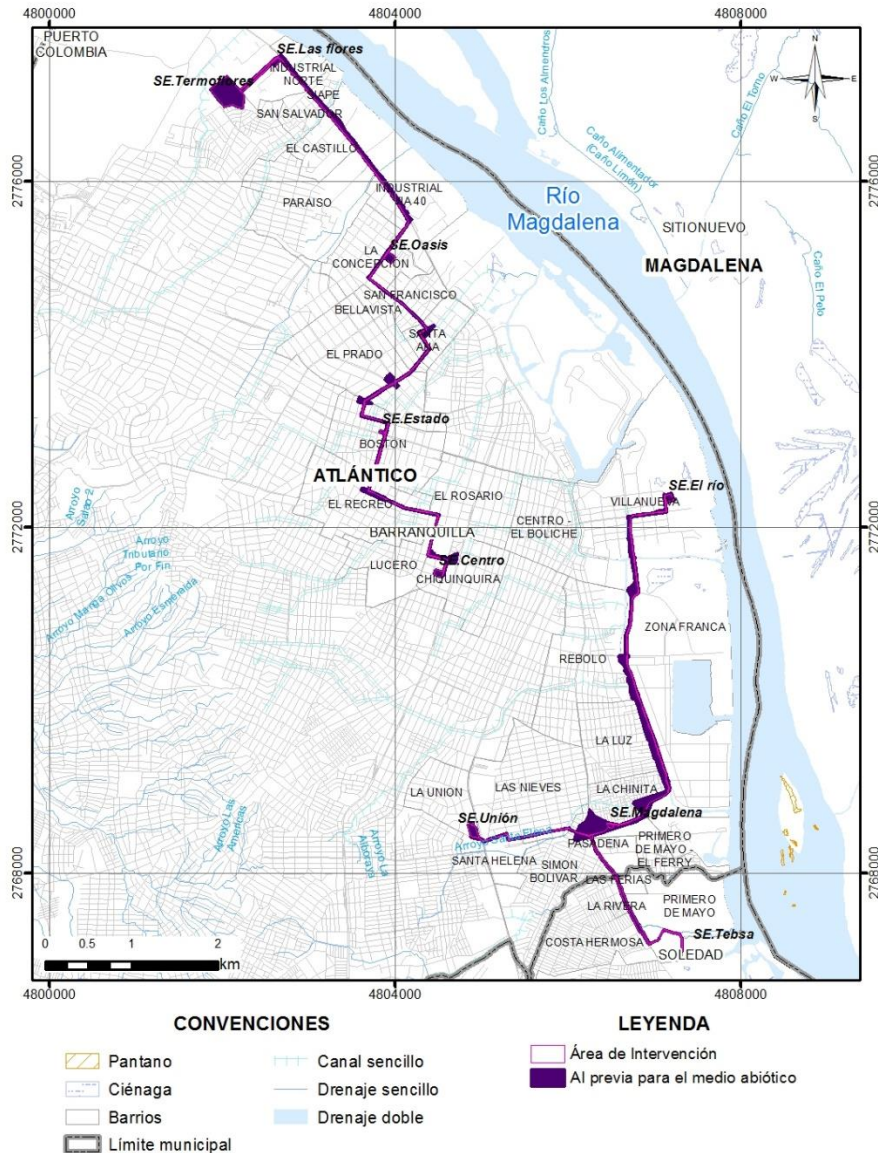 4800000
4804000
4808000
PUERTO
COLOMBIA
SE.Las flores
INDUSTRIAL
NORTE
SE.Termoflores
SIAPE
SAN SALVADOR
EL CASTILLO
Caño Los Almendros
Caño El Torno
Caño Alimentador
(Caño Limón)
N
W
E
S
2776000
2776000
PARAISO
INDUSTRIAL
VIA 40
Río
Magdalena
SITIONUEVO
MAGDALENA
Caño El Pelo
LA
CONCEPCIÓN
SE.Oasis
SAN FRANCISCO
BELLAVISTA
SANTA
ANA
EL PRADO
SE.Estado
BOSTON
ATLÁNTICO
SE.El río
VILLANUEVA
EL RECREO
EL ROSARIO
CENTRO -
EL BOLICHE
BARRANQUILLA
2772000
2772000
Arroyo
Salao 2
Arroyo
Tributario
Por Fin
Arroyo Manga Olivos
Arroyo Esmeralda
LUCERO
SE.Centro
CHIQUINQUIRA
ZONA FRANCA
REBOLO
LA LUZ
LA UNION
LAS NIEVES
LA CHINITA
SE.Unión
SE.Magdalena
Arroyo Las
Americas
Arroyo La
Arroyo Santa Elena
PASADENA
PRIMERO
DE MAYO -
EL FERRY
SANTA HELENA
SIMON
BOLIVAR
2768000
2768000
LAS FERIAS
LA RIVERA
PRIMERO
DE MAYO
SE.Tebsa
COSTA HERMOSA
SOLEDAD
0 0.5 1 2
km
4800000
4804000
4808000
CONVENCIONES
Pantano
Ciénaga
Barrios
Límite municipal
Canal sencillo
Drenaje sencillo
Drenaje doble
LEYENDA
Área de Intervención
AI previa para el medio abiótico